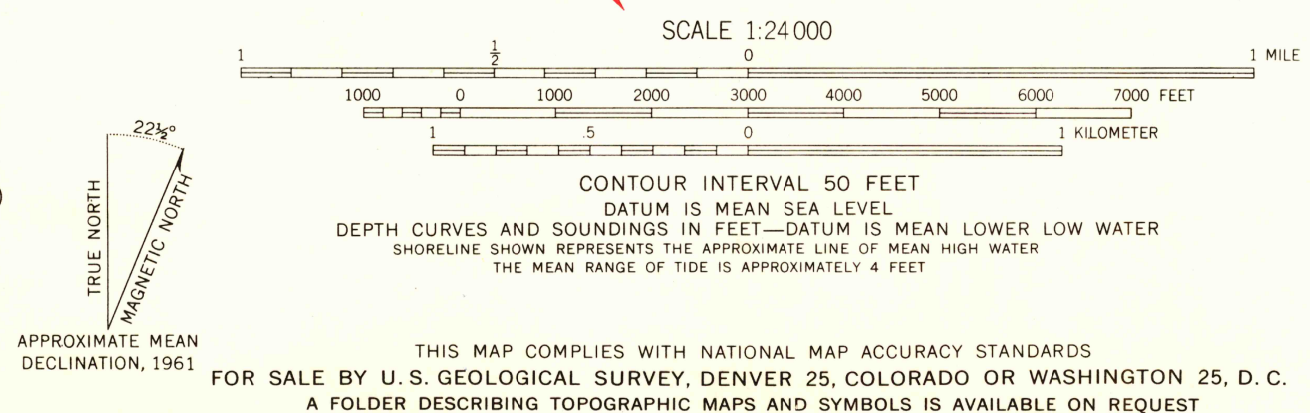 SCALE 1:24 000
1 ½ 0 1 MILE
1000 0 1000 2000 3000 4000 5000 6000 7000 FEET
1 .5 0 1 KILOMETER
22½°
TRUE NORTH
MAGNETIC NORTH
APPROXIMATE MEAN
DECLINATION, 1961
CONTOUR INTERVAL 50 FEET
DATUM IS MEAN SEA LEVEL
DEPTH CURVES AND SOUNDINGS IN FEET—DATUM IS MEAN LOWER LOW WATER
SHORELINE SHOWN REPRESENTS THE APPROXIMATE LINE OF MEAN HIGH WATER
THE MEAN RANGE OF TIDE IS APPROXIMATELY 4 FEET
THIS MAP COMPLIES WITH NATIONAL MAP ACCURACY STANDARDS
FOR SALE BY U. S. GEOLOGICAL SURVEY, DENVER 25, COLORADO OR WASHINGTON 25, D. C.
A FOLDER DESCRIBING TOPOGRAPHIC MAPS AND SYMBOLS IS AVAILABLE ON REQUEST